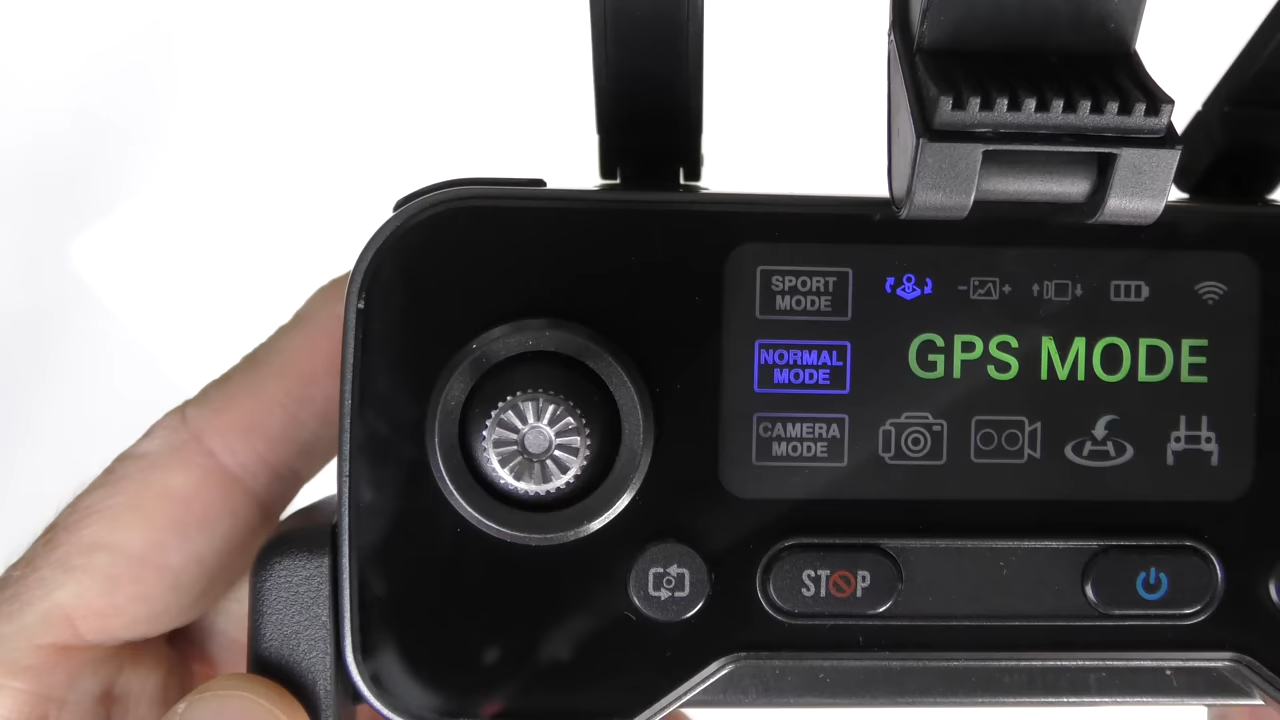 SPORT
MODE
NORMAL
MODE
GPS MODE
CAMERA
MODE
STOP